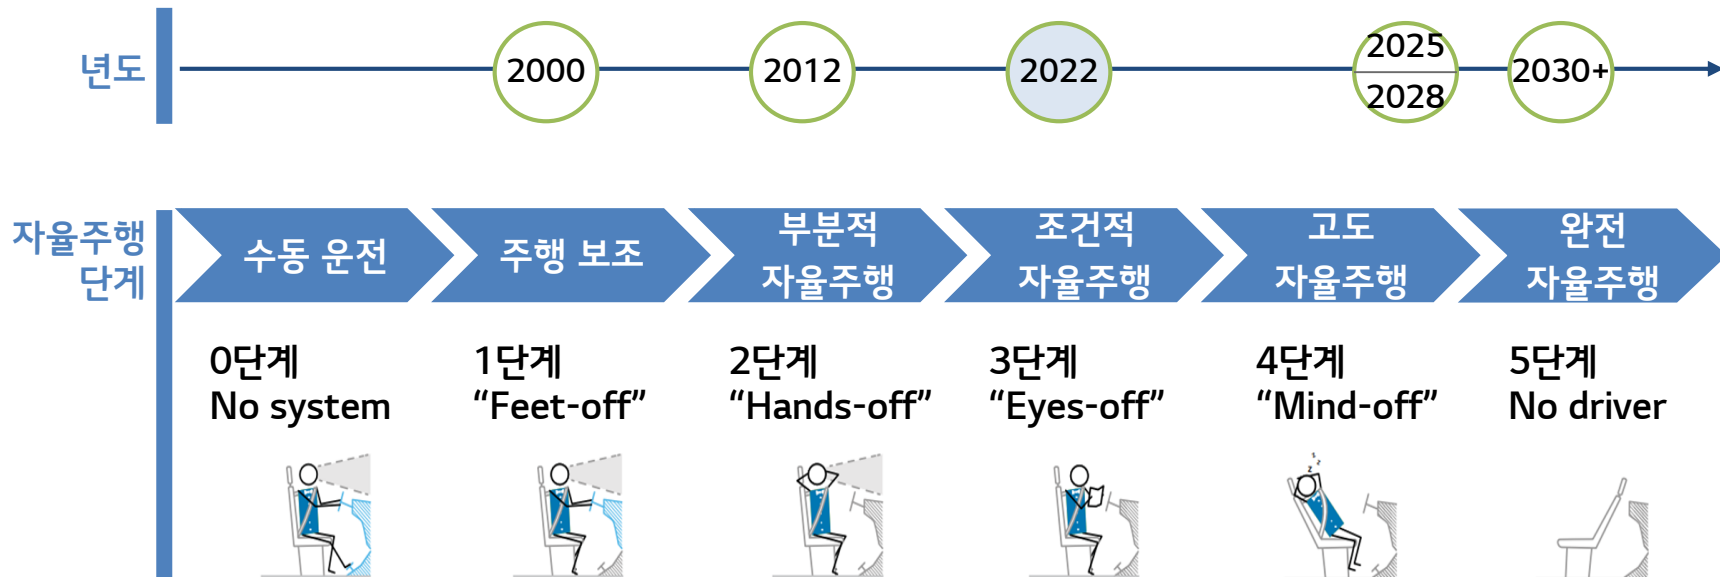 년도
2000
2012
2022
2025
2028
2030+
자율주행
단계
수동 운전
주행 보조
부분적
자율주행
조건적
자율주행
고도
자율주행
완전
자율주행
0단계
No system
1단계
“Feet-off”
2단계
“Hands-off”
3단계
“Eyes-off”
4단계
“Mind-off”
5단계
No driver
z
z
z